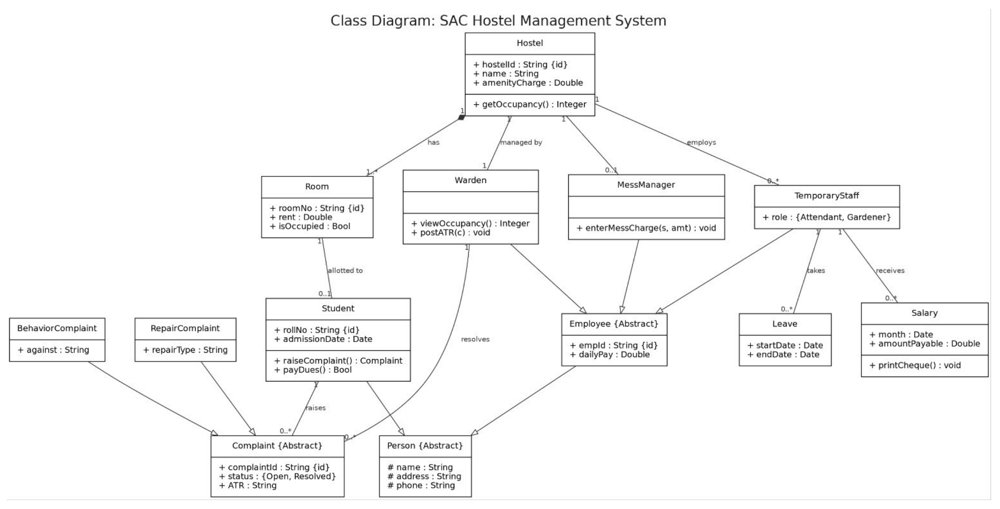 Class Diagram: SAC Hostel Management System
Hostel
+ hostelId : String {id}
+ name : String
+ amenityCharge : Double
+ getOccupancy() : Integer
1
1
1
1
has
managed by
employs
1..*
1
0..1
0..*
Room
+ roomNo : String {id}
+ rent : Double
+ isOccupied : Bool
Warden
+ viewOccupancy() : Integer
+ postATR(c) : void
MessManager
+ enterMessCharge(s, amt) : void
TemporaryStaff
+ role : {Attendant, Gardener}
1
1
1
1
allotted to
takes
receives
0..1
0..*
0..*
BehaviorComplaint
+ against : String
RepairComplaint
+ repairType : String
Student
+ rollNo : String {id}
+ admissionDate : Date
+ raiseComplaint() : Complaint
+ payDues() : Bool
resolves
Employee {Abstract}
+ empId : String {id}
+ dailyPay : Double
Leave
+ startDate : Date
+ endDate : Date
Salary
+ month : Date
+ amountPayable : Double
+ printCheque() : void
1
raises
0..*
0..*
Complaint {Abstract}
+ complaintId : String {id}
+ status : {Open, Resolved}
+ ATR : String
Person {Abstract}
# name : String
# address : String
# phone : String